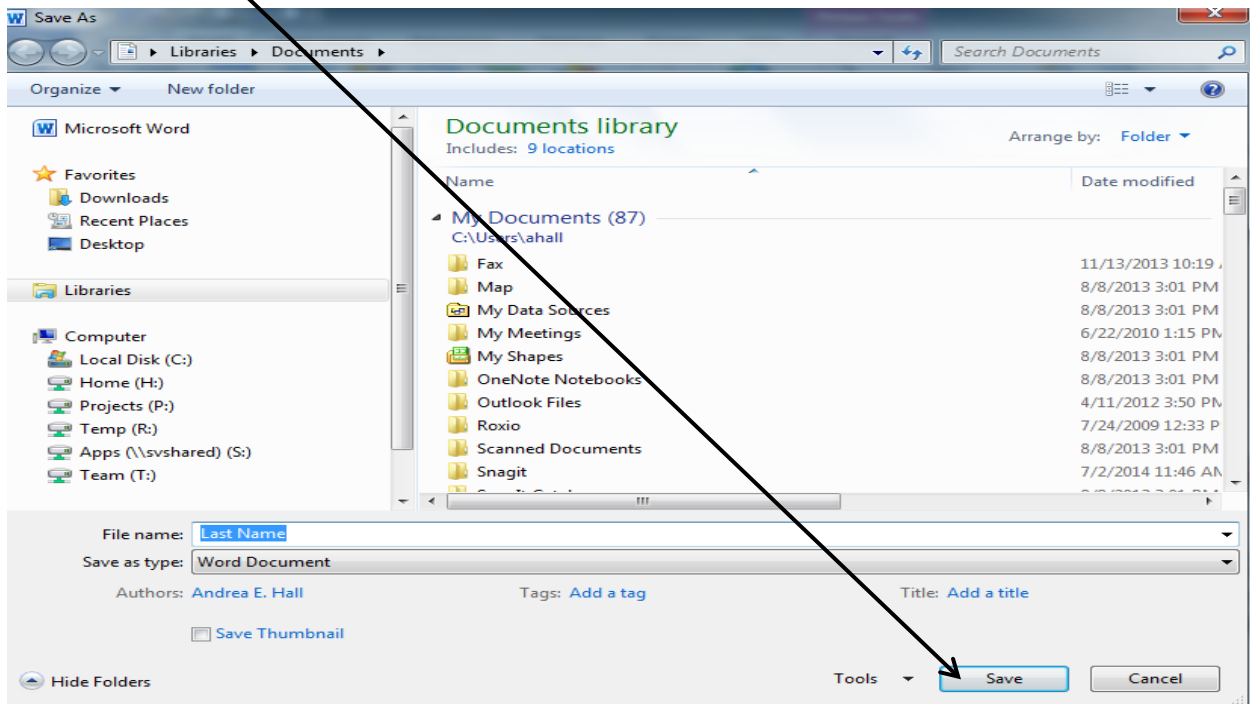 Save As
Libraries ▸ Documents ▸
Search Documents
Organize
New folder
Microsoft Word
Favorites
Downloads
Recent Places
Desktop
Libraries
Computer
Local Disk (C:)
Home (H:)
Projects (P:)
Temp (R:)
Apps (\\svshared) (S:)
Team (T:)
Documents library
Includes: 9 locations
Arrange by: Folder
Name Date modified
My Documents (87)
C:\Users\ahall
Fax 11/13/2013 10:19
Map 8/8/2013 3:01 PM
My Data Sources 8/8/2013 3:01 PM
My Meetings 6/22/2010 1:15 PM
My Shapes 8/8/2013 3:01 PM
OneNote Notebooks 8/8/2013 3:01 PM
Outlook Files 4/11/2012 3:50 PM
Roxio 7/24/2009 12:33 P
Scanned Documents 8/8/2013 3:01 PM
Snagit 7/2/2014 11:46 AM
File name: Last Name
Save as type: Word Document
Authors: Andrea E. Hall Tags: Add a tag Title: Add a title
Save Thumbnail
Hide Folders Tools Save Cancel